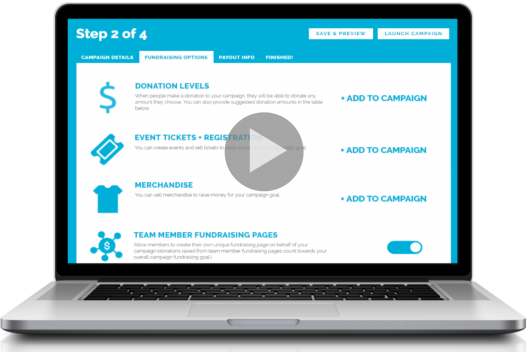 Step 2 of 4
SAVE & PREVIEW
LAUNCH CAMPAIGN
CAMPAIGN DETAILS
FUNDRAISING OPTIONS
PAYOUT INFO
FINISHED!
DONATION LEVELS
When people make a donation to your campaign, they will be able to donate any
amount they choose. You can also provide suggested donation amounts in the table
below.
+ ADD TO CAMPAIGN
EVENT TICKETS + REGISTRATION
You can create events and sell tickets to
+ ADD TO CAMPAIGN
MERCHANDISE
You can sell merchandise to raise money for your campaign goal.
+ ADD TO CAMPAIGN
TEAM MEMBER FUNDRAISING PAGES
Allow members to create their own unique fundraising page on behalf of your
campaign (donations raised from team member fundraising pages count towards your
overall campaign fundraising goal.)